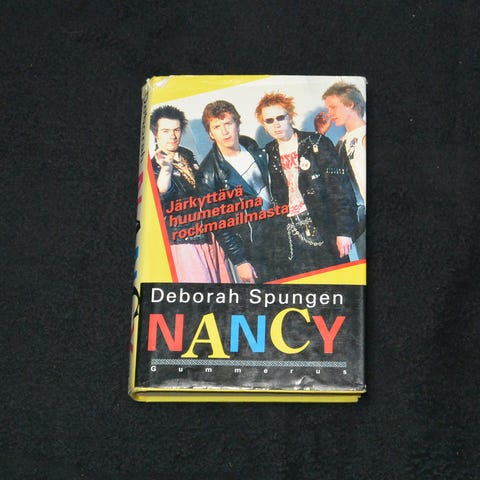 Järkyttävä
huumetarina
rockmaailmasta...
Deborah Spungen
NANCY
Gummerus